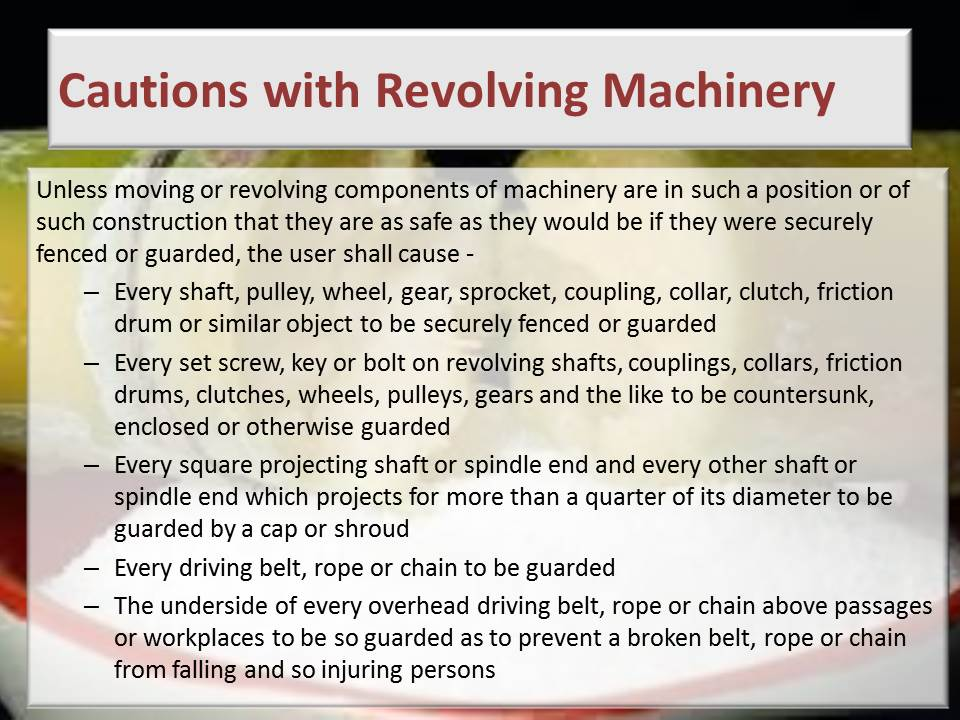 Cautions with Revolving Machinery
Unless moving or revolving components of machinery are in such a position or of
such construction that they are as safe as they would be if they were securely
fenced or guarded, the user shall cause -
– Every shaft, pulley, wheel, gear, sprocket, coupling, collar, clutch, friction
drum or similar object to be securely fenced or guarded
– Every set screw, key or bolt on revolving shafts, couplings, collars, friction
drums, clutches, wheels, pulleys, gears and the like to be countersunk,
enclosed or otherwise guarded
– Every square projecting shaft or spindle end and every other shaft or
spindle end which projects for more than a quarter of its diameter to be
guarded by a cap or shroud
– Every driving belt, rope or chain to be guarded
– The underside of every overhead driving belt, rope or chain above passages
or workplaces to be so guarded as to prevent a broken belt, rope or chain
from falling and so injuring persons